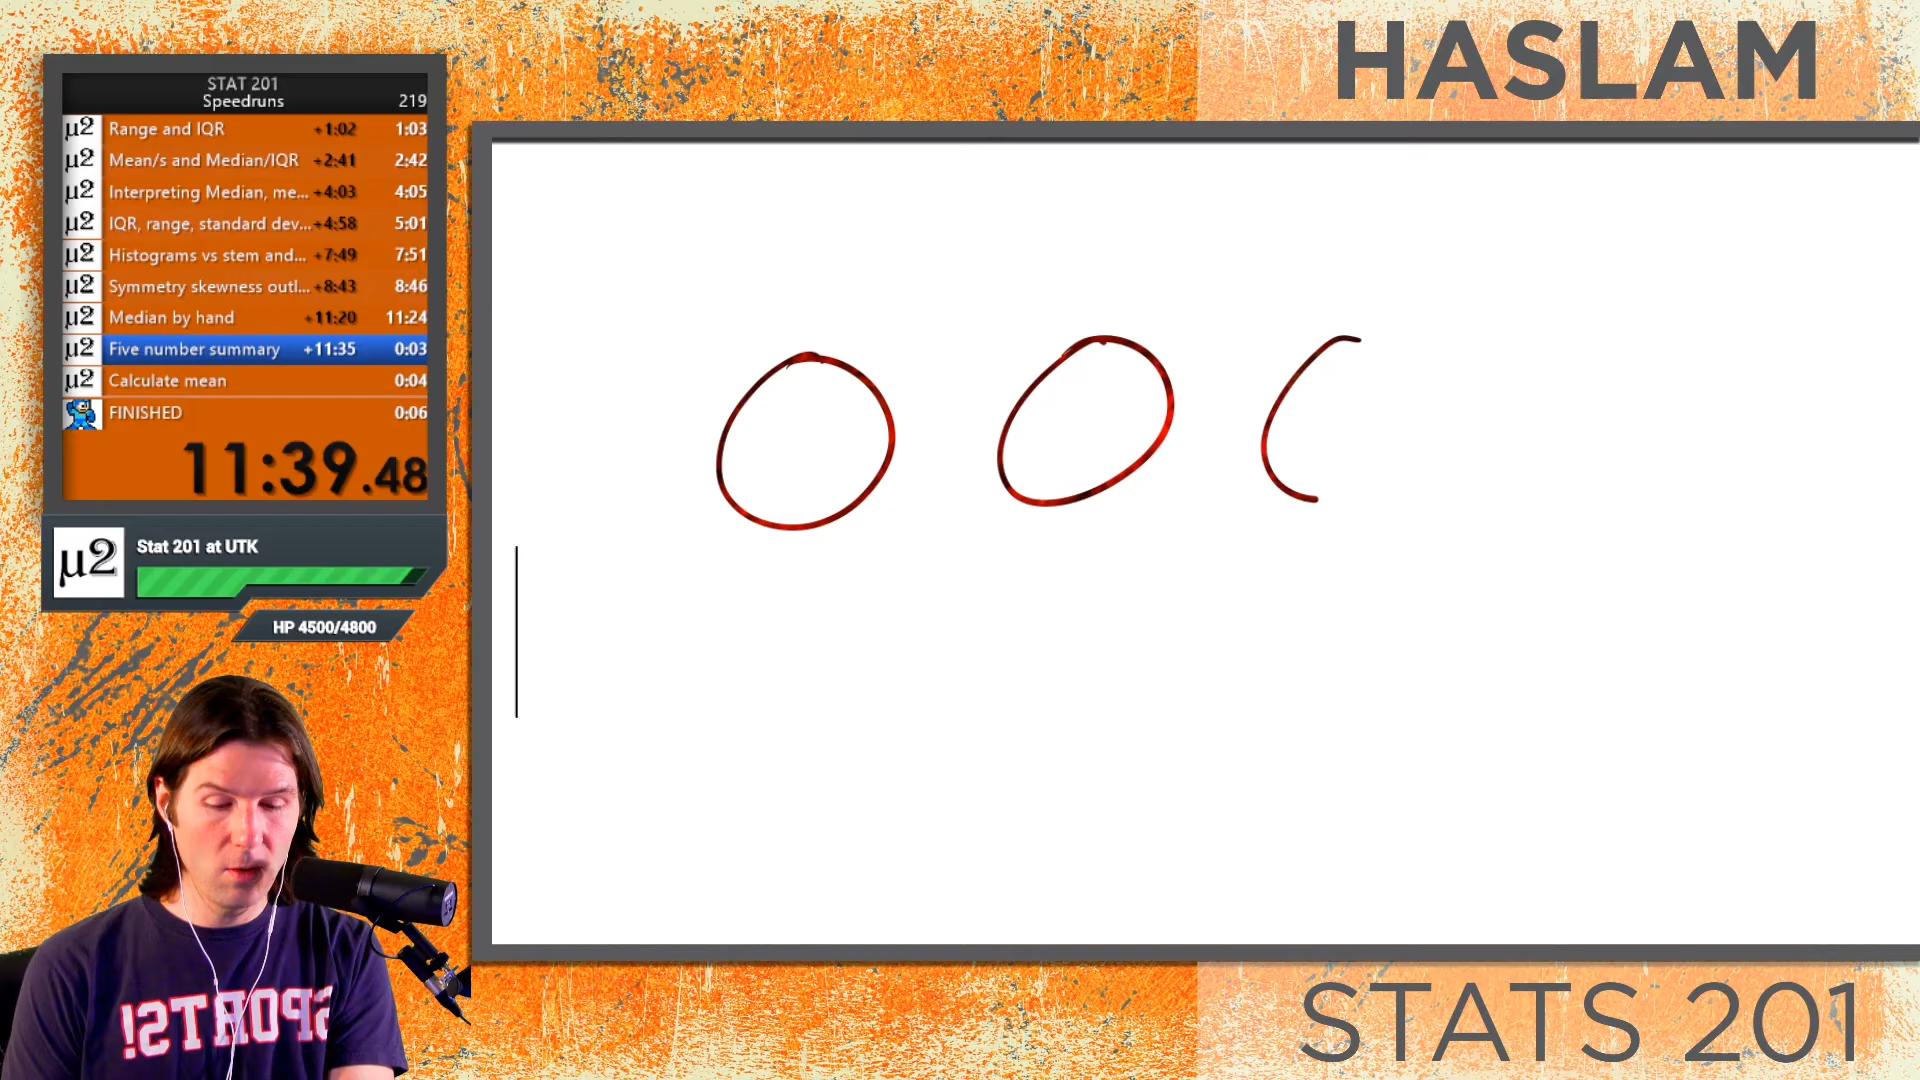 HASLAM
STAT 201
Speedruns 219
μ2 Range and IQR +1:02 1:03
μ2 Mean/s and Median/IQR +2:41 2:42
μ2 Interpreting Median, me... +4:03 4:05
μ2 IQR, range, standard dev... +4:58 5:01
μ2 Histograms vs stem and... +7:49 7:51
μ2 Symmetry skewness outl... +8:43 8:46
μ2 Median by hand +11:20 11:24
μ2 Five number summary +11:35 0:03
μ2 Calculate mean 0:04
FINISHED 0:06
11:39.48
μ2 Stat 201 at UTK
HP 4500/4800
SPORTS!
STATS 201